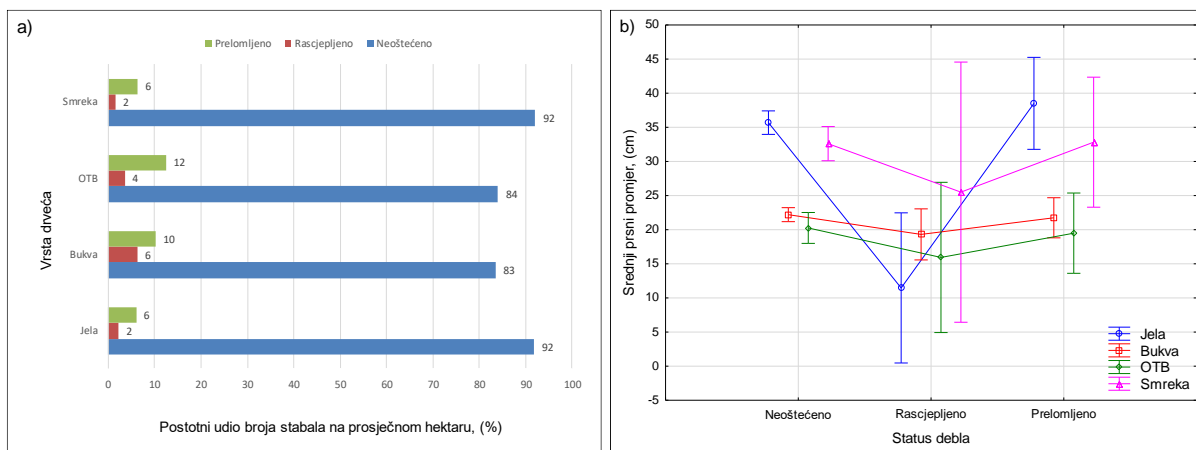 a)
Prelomljeno Rascjepljeno Neoštećeno
Vrsta drveća
Smreka
6
2
92
OTB
12
4
84
Bukva
10
6
83
Jela
6
2
92
0 10 20 30 40 50 60 70 80 90 100
Postotni udio broja stabala na prosječnom hektaru, (%)
b)
Srednji prsni promjer, (cm)
50
45
40
35
30
25
20
15
10
5
0
-5
Jela
Bukva
OTB
Smreka
Neoštećeno Rascjepljeno Prelomljeno
Status debla